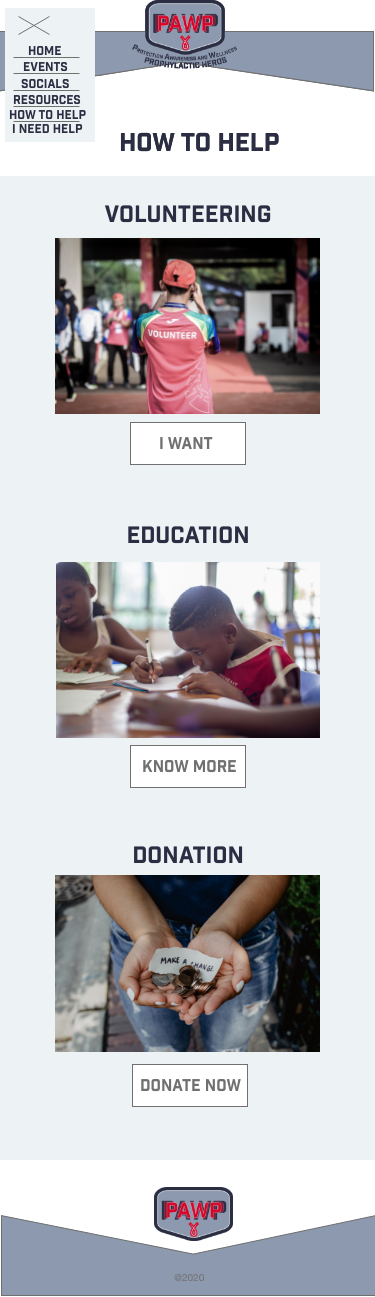 PAWP
Protection Awareness and Wellness
PROPHYLACTIC HEROS
HOME
EVENTS
SOCIALS
RESOURCES
HOW TO HELP
I NEED HELP
HOW TO HELP
VOLUNTEERING
VOLUNTEER
I WANT
EDUCATION
KNOW MORE
DONATION
MAKE A CHANGE
DONATE NOW
PAWP
©2020